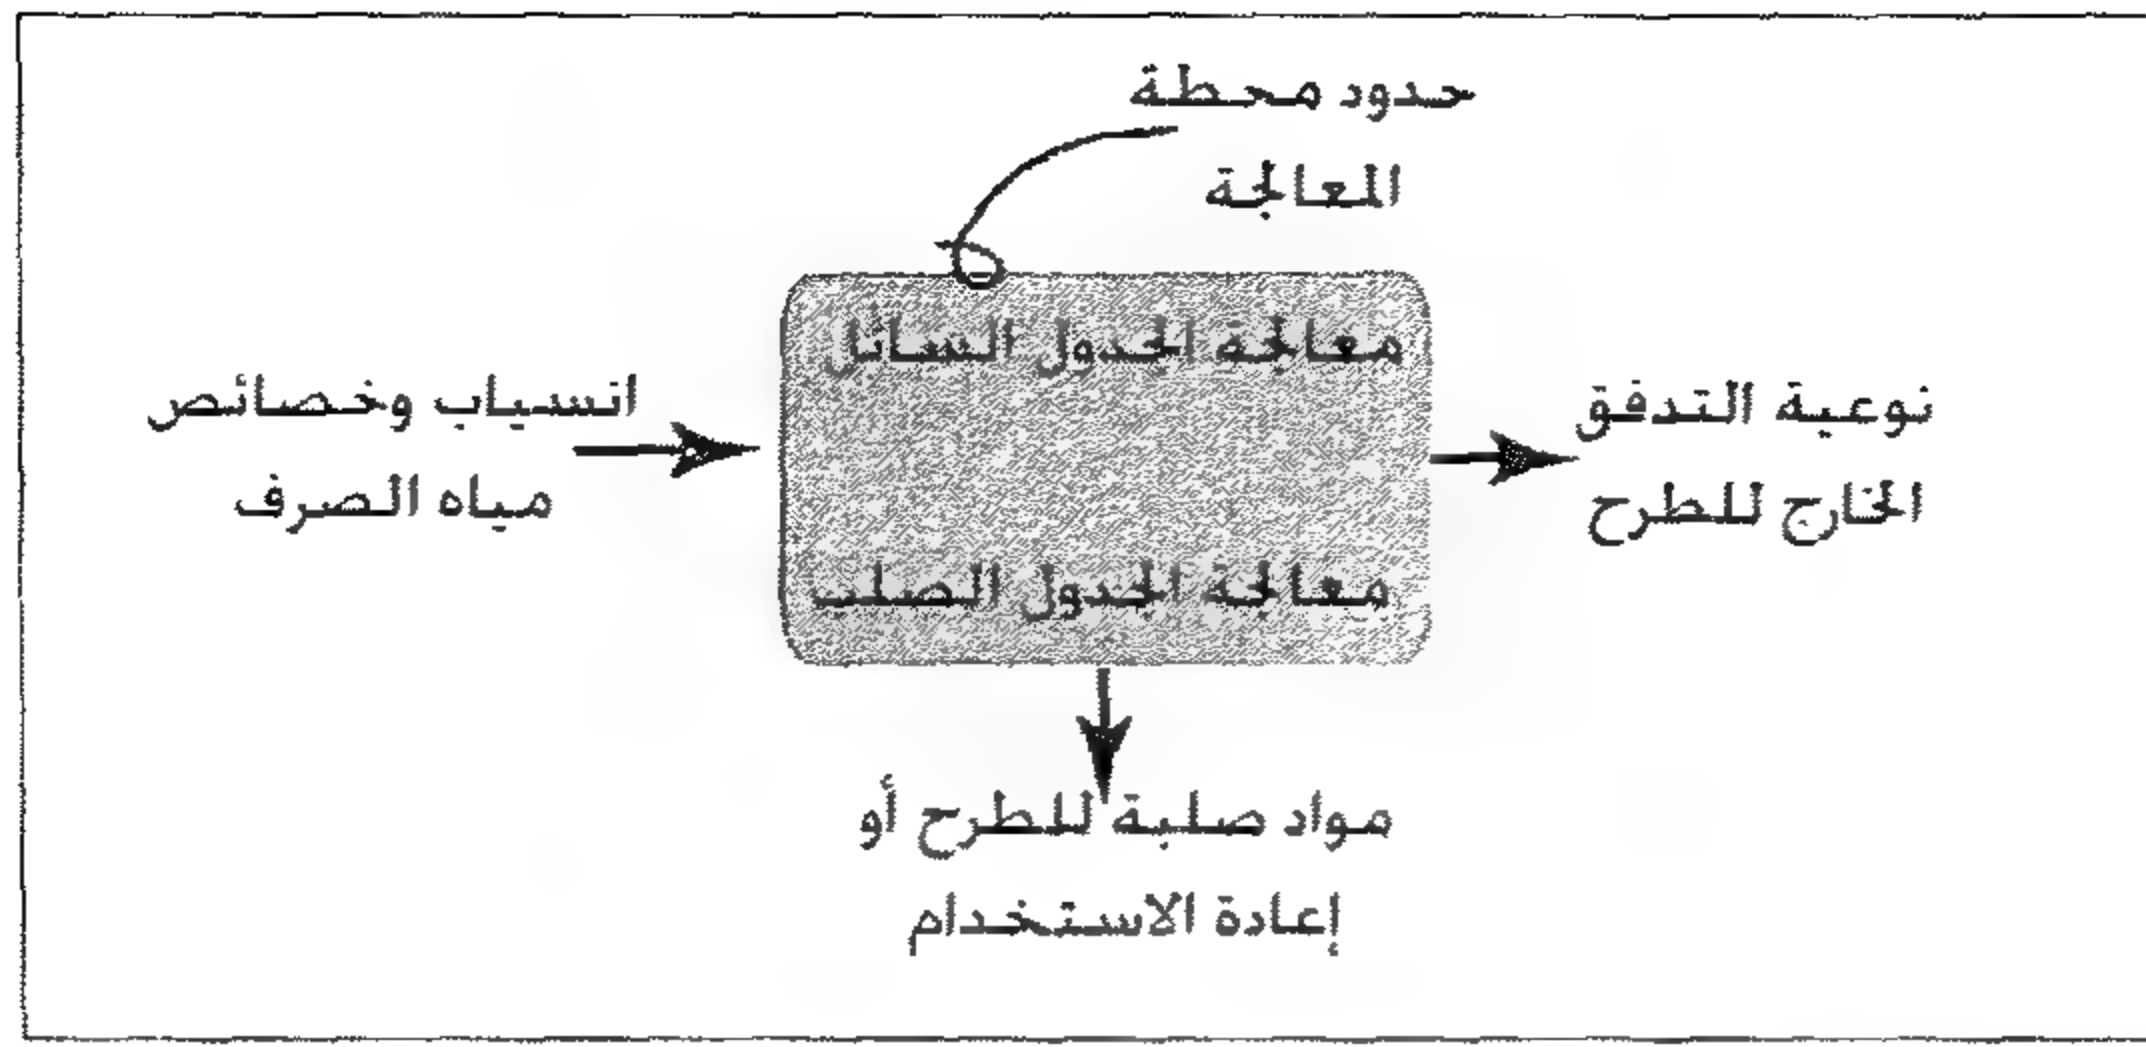 حدود محطة
المعالجة
معالجة الجدول السائل
انسياب وخصائص
مياه الصرف
نوعية التدفق
الخارج للطرح
معالجة الجدول الصلب
مواد صلبة للطرح أو
إعادة الاستخدام